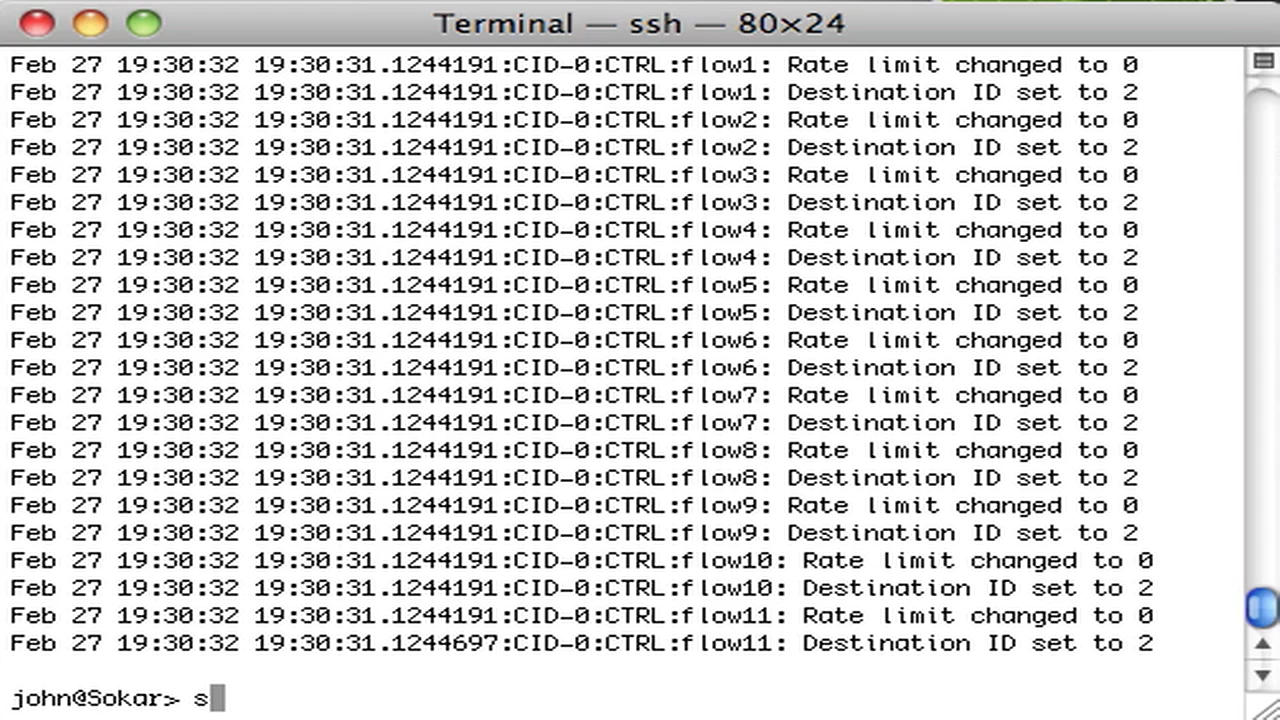 Terminal — ssh — 80×24
Feb 27 19:30:32 19:30:31.1244191:CID-0:CTRL:flow1: Rate limit changed to 0
Feb 27 19:30:32 19:30:31.1244191:CID-0:CTRL:flow1: Destination ID set to 2
Feb 27 19:30:32 19:30:31.1244191:CID-0:CTRL:flow2: Rate limit changed to 0
Feb 27 19:30:32 19:30:31.1244191:CID-0:CTRL:flow2: Destination ID set to 2
Feb 27 19:30:32 19:30:31.1244191:CID-0:CTRL:flow3: Rate limit changed to 0
Feb 27 19:30:32 19:30:31.1244191:CID-0:CTRL:flow3: Destination ID set to 2
Feb 27 19:30:32 19:30:31.1244191:CID-0:CTRL:flow4: Rate limit changed to 0
Feb 27 19:30:32 19:30:31.1244191:CID-0:CTRL:flow4: Destination ID set to 2
Feb 27 19:30:32 19:30:31.1244191:CID-0:CTRL:flow5: Rate limit changed to 0
Feb 27 19:30:32 19:30:31.1244191:CID-0:CTRL:flow5: Destination ID set to 2
Feb 27 19:30:32 19:30:31.1244191:CID-0:CTRL:flow6: Rate limit changed to 0
Feb 27 19:30:32 19:30:31.1244191:CID-0:CTRL:flow6: Destination ID set to 2
Feb 27 19:30:32 19:30:31.1244191:CID-0:CTRL:flow7: Rate limit changed to 0
Feb 27 19:30:32 19:30:31.1244191:CID-0:CTRL:flow7: Destination ID set to 2
Feb 27 19:30:32 19:30:31.1244191:CID-0:CTRL:flow8: Rate limit changed to 0
Feb 27 19:30:32 19:30:31.1244191:CID-0:CTRL:flow8: Destination ID set to 2
Feb 27 19:30:32 19:30:31.1244191:CID-0:CTRL:flow9: Rate limit changed to 0
Feb 27 19:30:32 19:30:31.1244191:CID-0:CTRL:flow9: Destination ID set to 2
Feb 27 19:30:32 19:30:31.1244191:CID-0:CTRL:flow10: Rate limit changed to 0
Feb 27 19:30:32 19:30:31.1244191:CID-0:CTRL:flow10: Destination ID set to 2
Feb 27 19:30:32 19:30:31.1244191:CID-0:CTRL:flow11: Rate limit changed to 0
Feb 27 19:30:32 19:30:31.1244697:CID-0:CTRL:flow11: Destination ID set to 2
john@Sokar> s